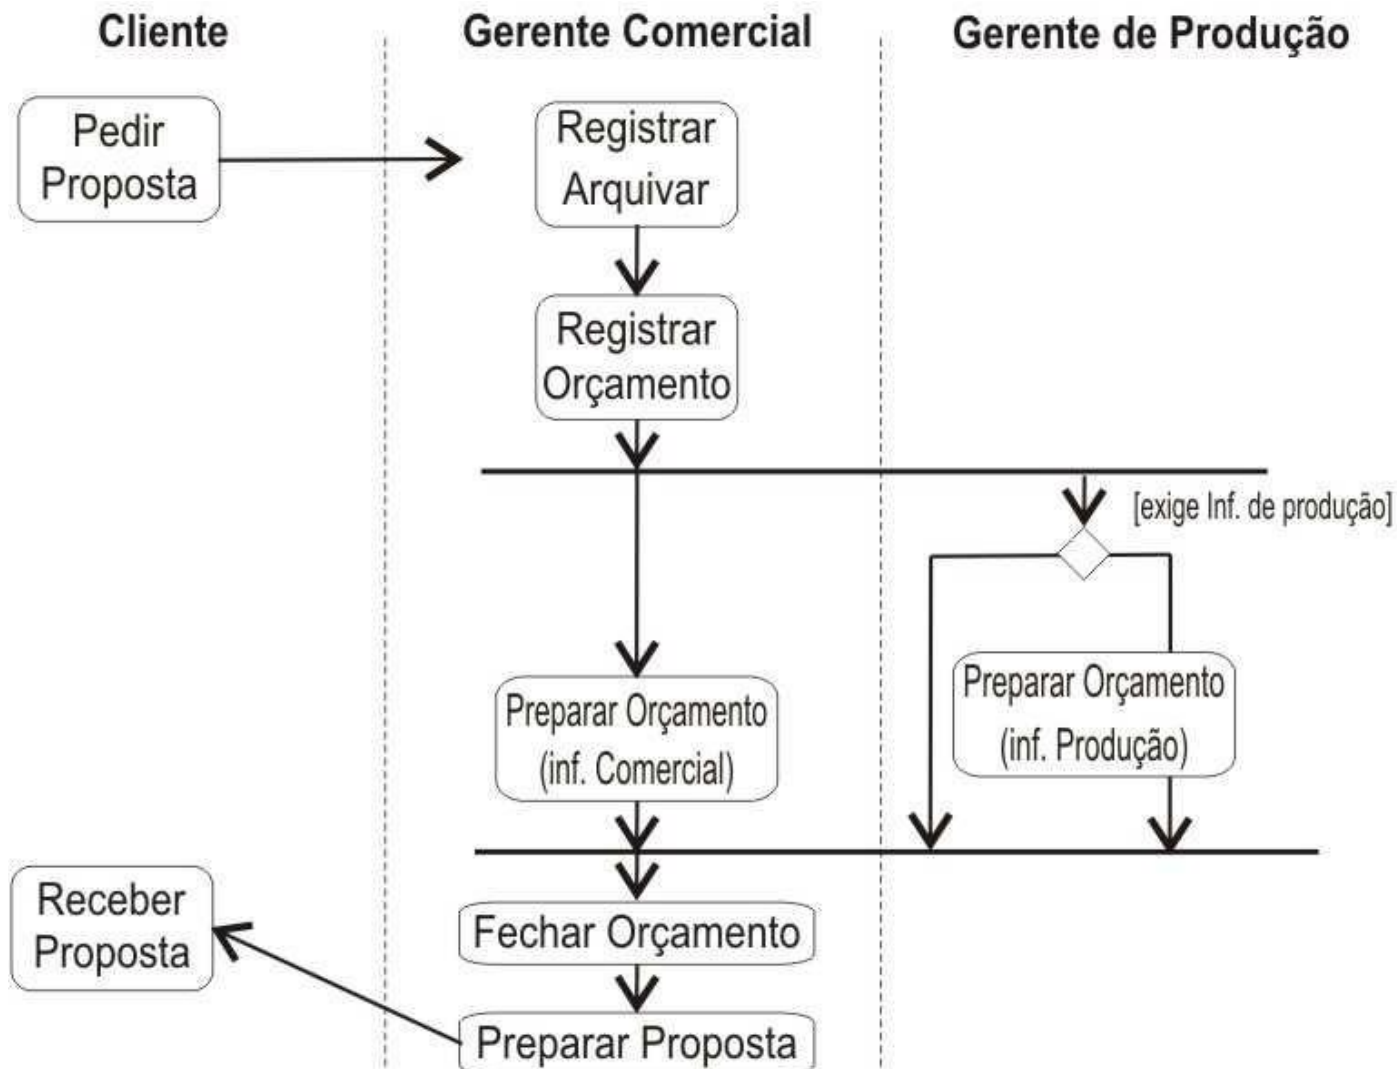 Cliente
Gerente Comercial
Gerente de Produção
Pedir
Proposta
Registrar
Arquivar
Registrar
Orçamento
[exige Inf. de produção]
Preparar Orçamento
(inf. Comercial)
Preparar Orçamento
(inf. Produção)
Receber
Proposta
Fechar Orçamento
Preparar Proposta